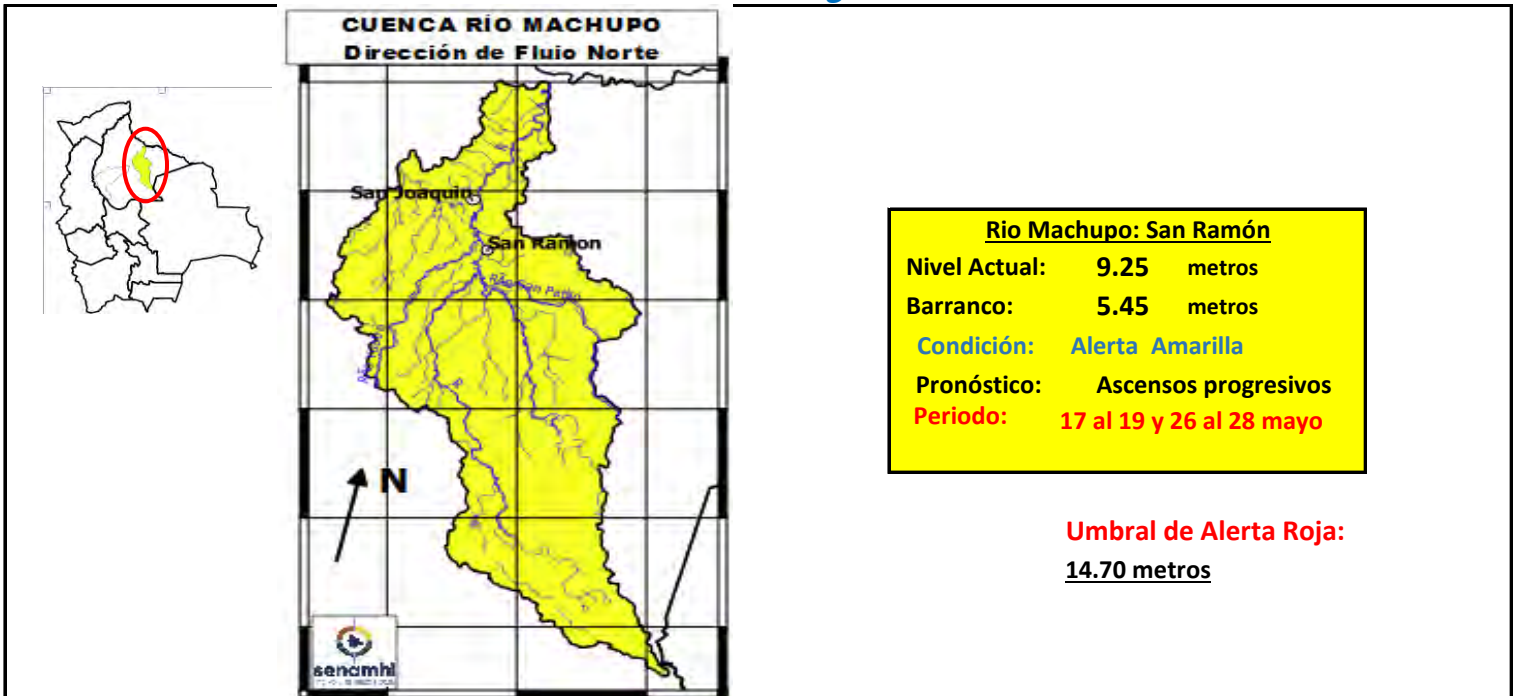 CUENCA RÍO MACHUPO
Dirección de Flujo Norte
San Joaquin
San Ramon
N
senamhi
Rio Machupo: San Ramón
Nivel Actual: 9.25 metros
Barranco: 5.45 metros
Condición: Alerta Amarilla
Pronóstico: Ascensos progresivos
Periodo: 17 al 19 y 26 al 28 mayo
Umbral de Alerta Roja:
14.70 metros